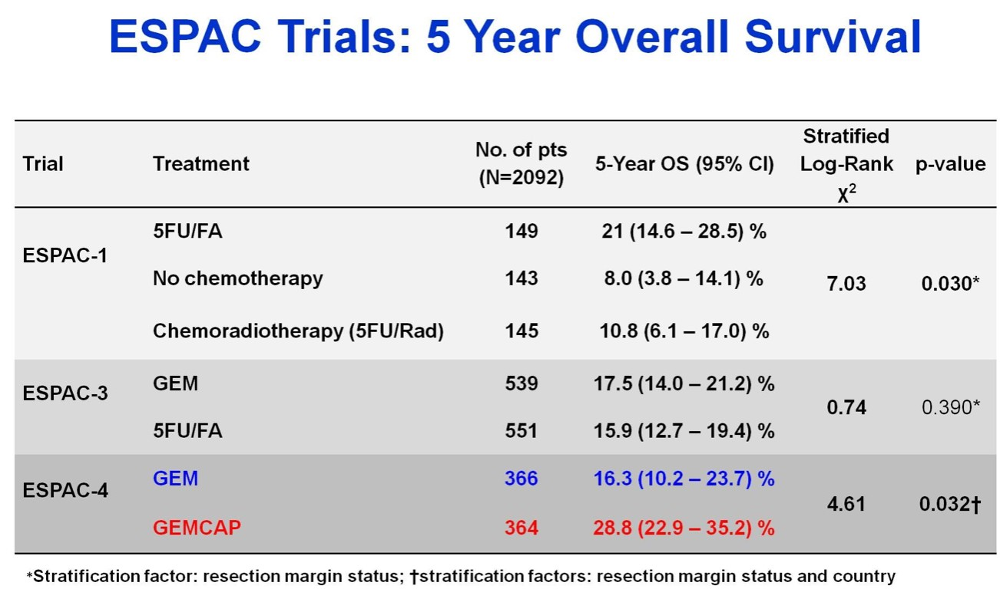 ESPAC Trials: 5 Year Overall Survival
Trial Treatment No. of pts (N=2092) 5-Year OS (95% CI) Stratified Log-Rank χ² p-value
ESPAC-1
5FU/FA 149 21 (14.6 – 28.5) %
No chemotherapy 143 8.0 (3.8 – 14.1) %
7.03 0.030*
Chemoradiotherapy (5FU/Rad) 145 10.8 (6.1 – 17.0) %
ESPAC-3
GEM 539 17.5 (14.0 – 21.2) %
0.74 0.390*
5FU/FA 551 15.9 (12.7 – 19.4) %
ESPAC-4
GEM 366 16.3 (10.2 – 23.7) %
4.61 0.032†
GEMCAP 364 28.8 (22.9 – 35.2) %
*Stratification factor: resection margin status; †stratification factors: resection margin status and country